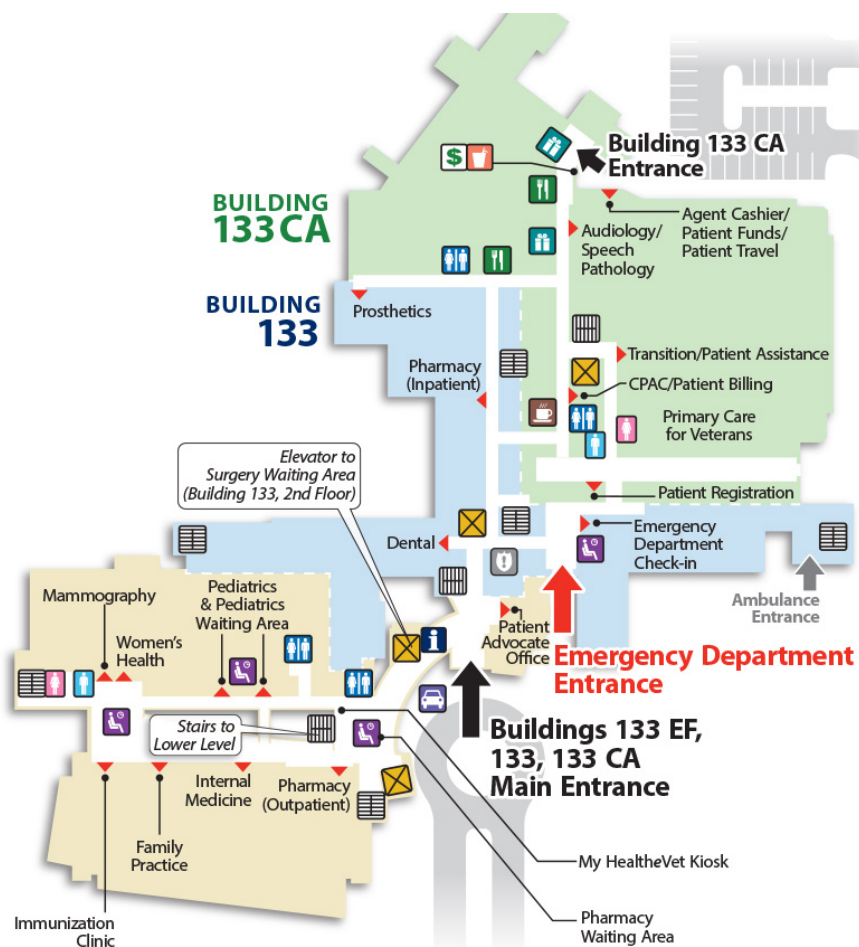 Building 133 CA
Entrance
$
BUILDING
133 CA
Audiology/
Speech
Pathology
Agent Cashier/
Patient Funds/
Patient Travel
BUILDING
133
Prosthetics
Pharmacy
(Inpatient)
Transition/Patient Assistance
CPAC/Patient Billing
Primary Care
for Veterans
Elevator to
Surgery Waiting Area
(Building 133, 2nd Floor)
Patient Registration
Dental
Emergency
Department
Check-in
Ambulance
Entrance
Mammography
Women's
Health
Pediatrics
& Pediatrics
Waiting Area
i
Patient
Advocate
Office
Emergency Department
Entrance
Stairs to
Lower Level
Buildings 133 EF,
133, 133 CA
Main Entrance
Internal
Medicine
Pharmacy
(Outpatient)
Family
Practice
My HealtheVet Kiosk
Immunization
Clinic
Pharmacy
Waiting Area